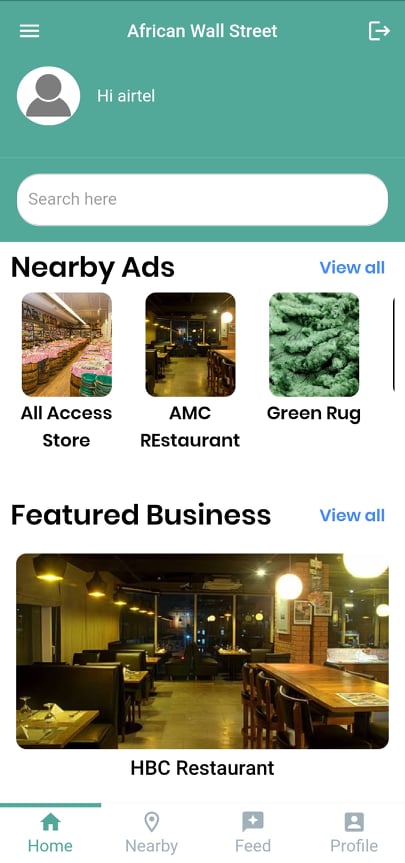 African Wall Street
Hi airtel
Search here
Nearby Ads
View all
All Access
Store
AMC
REstaurant
Green Rug
Featured Business
View all
HBC Restaurant
Home
Nearby
Feed
Profile